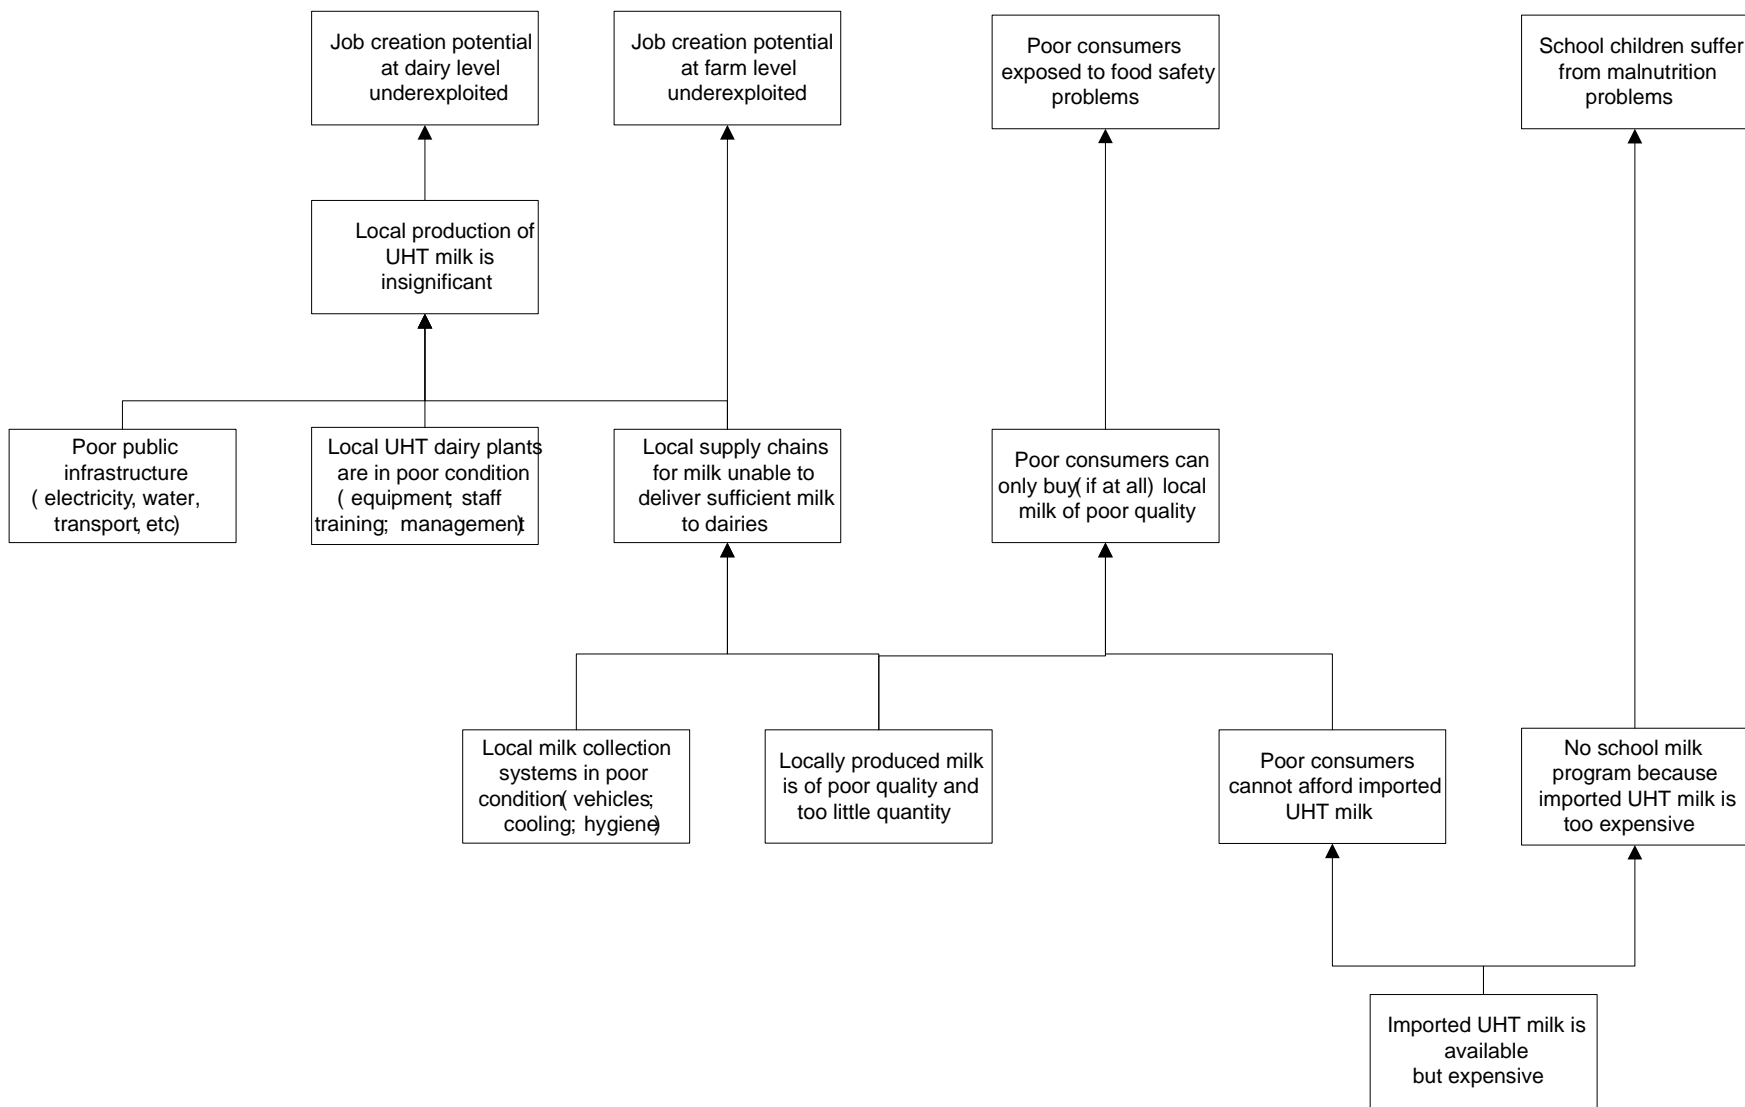 Job creation potential
at dairy level
underexploited
Job creation potential
at farm level
underexploited
Poor consumers
exposed to food safety
problems
School children suffer
from malnutrition
problems
Local production of
UHT milk is
insignificant
Poor public
infrastructure
( electricity, water,
transport, etc)
Local UHT dairy plants
are in poor condition
( equipment; staff
training; management)
Local supply chains
for milk unable to
deliver sufficient milk
to dairies
Poor consumers can
only buy( if at all) local
milk of poor quality
Local milk collection
systems in poor
condition( vehicles;
cooling; hygiene)
Locally produced milk
is of poor quality and
too little quantity
Poor consumers
cannot afford imported
UHT milk
No school milk
program because
imported UHT milk is
too expensive
Imported UHT milk is
available
but expensive